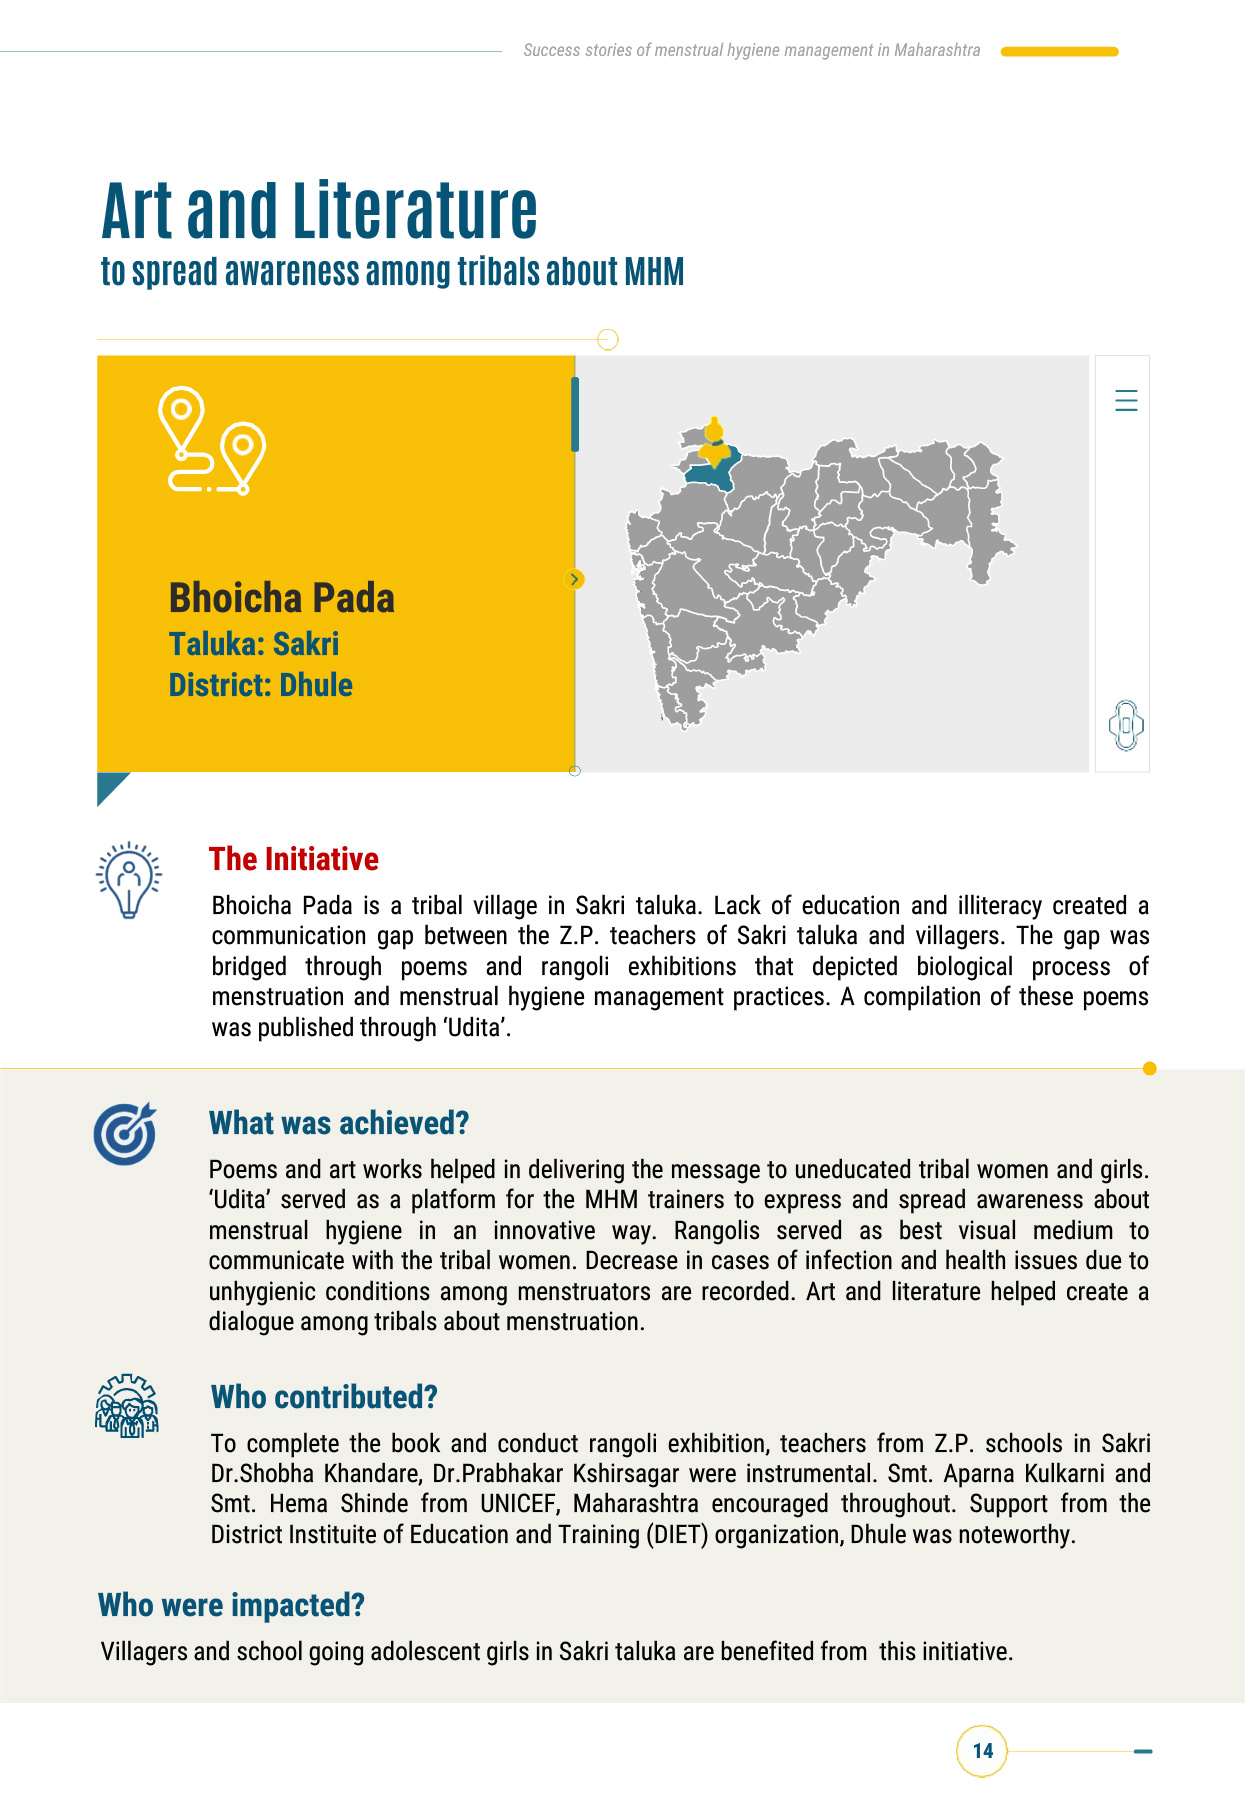 Success stories of menstrual hygiene management in Maharashtra
Art and Literature
to spread awareness among tribals about MHM
Bhoicha Pada
Taluka: Sakri
District: Dhule
The Initiative
Bhoicha Pada is a tribal village in Sakri taluka. Lack of education and illiteracy created a
communication gap between the Z.P. teachers of Sakri taluka and villagers. The gap was
bridged through poems and rangoli exhibitions that depicted biological process of
menstruation and menstrual hygiene management practices. A compilation of these poems
was published through ‘Udita’.
What was achieved?
Poems and art works helped in delivering the message to uneducated tribal women and girls.
‘Udita’ served as a platform for the MHM trainers to express and spread awareness about
menstrual hygiene in an innovative way. Rangolis served as best visual medium to
communicate with the tribal women. Decrease in cases of infection and health issues due to
unhygienic conditions among menstruators are recorded. Art and literature helped create a
dialogue among tribals about menstruation.
Who contributed?
To complete the book and conduct rangoli exhibition, teachers from Z.P. schools in Sakri
Dr.Shobha Khandare, Dr.Prabhakar Kshirsagar were instrumental. Smt. Aparna Kulkarni and
Smt. Hema Shinde from UNICEF, Maharashtra encouraged throughout. Support from the
District Instituite of Education and Training (DIET) organization, Dhule was noteworthy.
Who were impacted?
Villagers and school going adolescent girls in Sakri taluka are benefited from  this initiative.
14